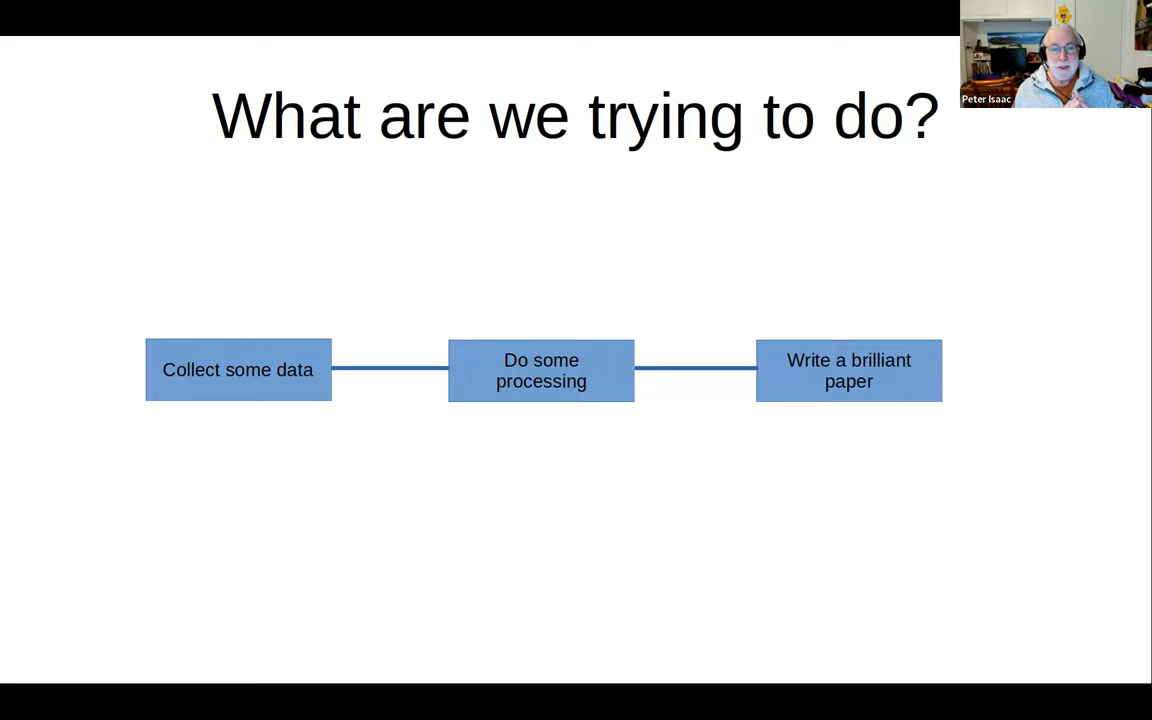 What are we trying to do?
Peter Isaac
Collect some data
Do some
processing
Write a brilliant
paper